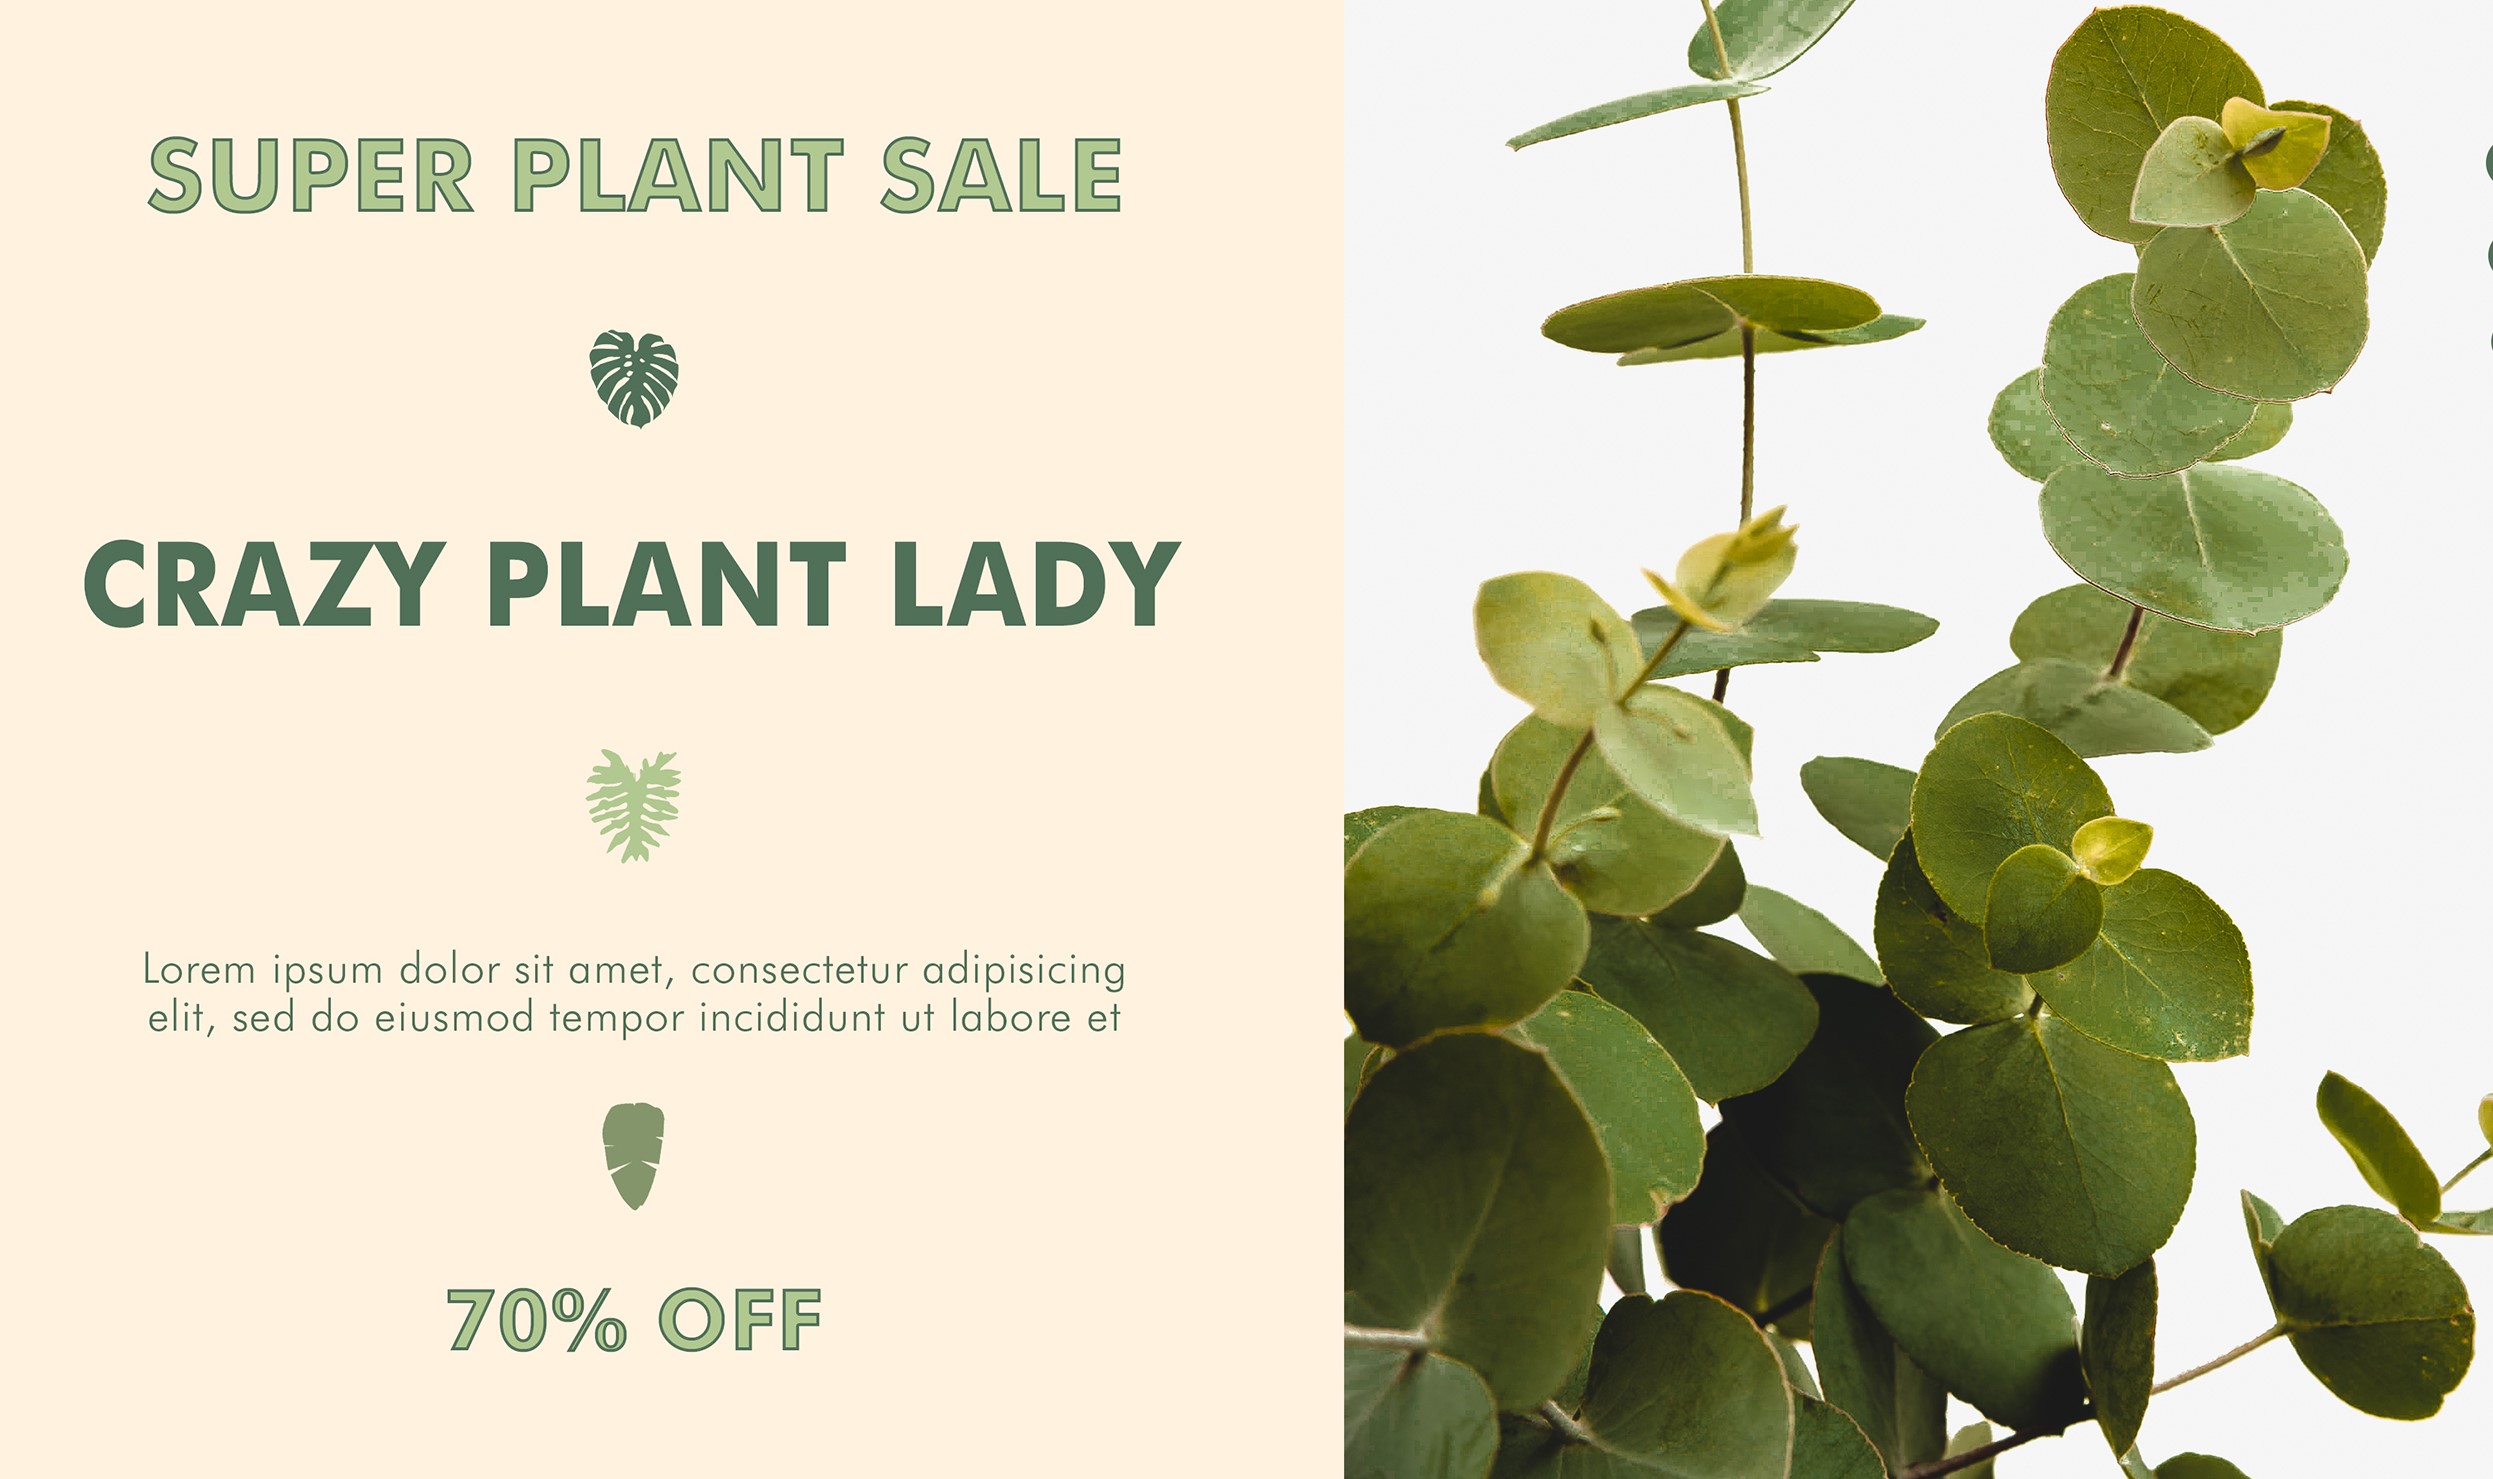 SUPER PLANT SALE
CRAZY PLANT LADY
Lorem ipsum dolor sit amet, consectetur adipisicing
elit, sed do eiusmod tempor incididunt ut labore et
70% OFF